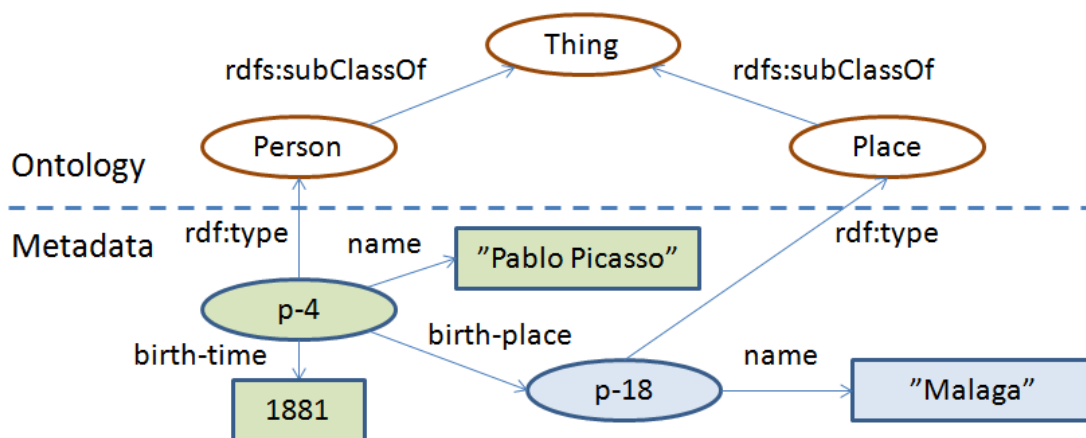 Thing
rdfs:subClassOf
rdfs:subClassOf
Person
Place
Ontology
Metadata
rdf:type
rdf:type
name
”Pablo Picasso”
p-4
birth-time
birth-place
name
1881
p-18
”Malaga”